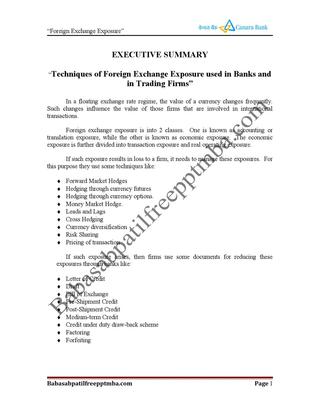 "Foreign Exchange Exposure"
केनरा बैंक Canara Bank
EXECUTIVE SUMMARY
"Techniques of Foreign Exchange Exposure used in Banks and
in Trading Firms"
In a floating exchange rate regime, the value of a currency changes frequently.
Such changes influence the value of those firms that are involved in international
transactions.
Foreign exchange exposure is into 2 classes. One is known as accounting or
translation exposure, while the other is known as economic exposure. The economic
exposure is further divided into transaction exposure and real operating exposure.
If such exposure results in loss to a firm, it needs to manage these exposures. For
this purpose they use some techniques like:
♦ Forward Market Hedges
♦ Hedging through currency futures
♦ Hedging through currency options.
♦ Money Market Hedge.
♦ Leads and Lags
♦ Cross Hedging
♦ Currency diversification
♦ Risk Sharing
♦ Pricing of transaction
If such exposure arises, then firms use some documents for reducing these
exposures through banks like:
♦ Letter of Credit
♦ Draft
♦ Bill of Exchange
♦ Pre-Shipment Credit
♦ Post-Shipment Credit
♦ Medium-term Credit
♦ Credit under duty draw-back scheme
♦ Factoring
♦ Forfeiting
Babasabpatilfreepptmba.com
Babasabpatilfreepptmba.com Page 1